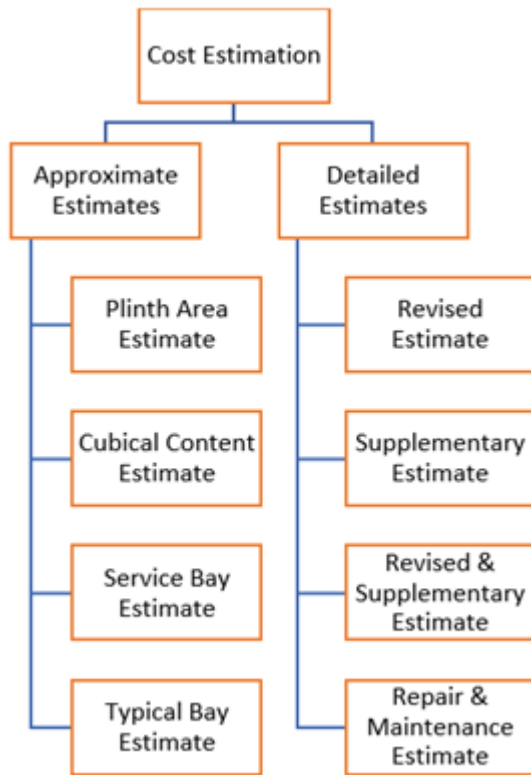 Cost Estimation
Approximate
Estimates
Detailed
Estimates
Plinth Area
Estimate
Revised
Estimate
Cubical Content
Estimate
Supplementary
Estimate
Service Bay
Estimate
Revised &
Supplementary
Estimate
Typical Bay
Estimate
Repair &
Maintenance
Estimate